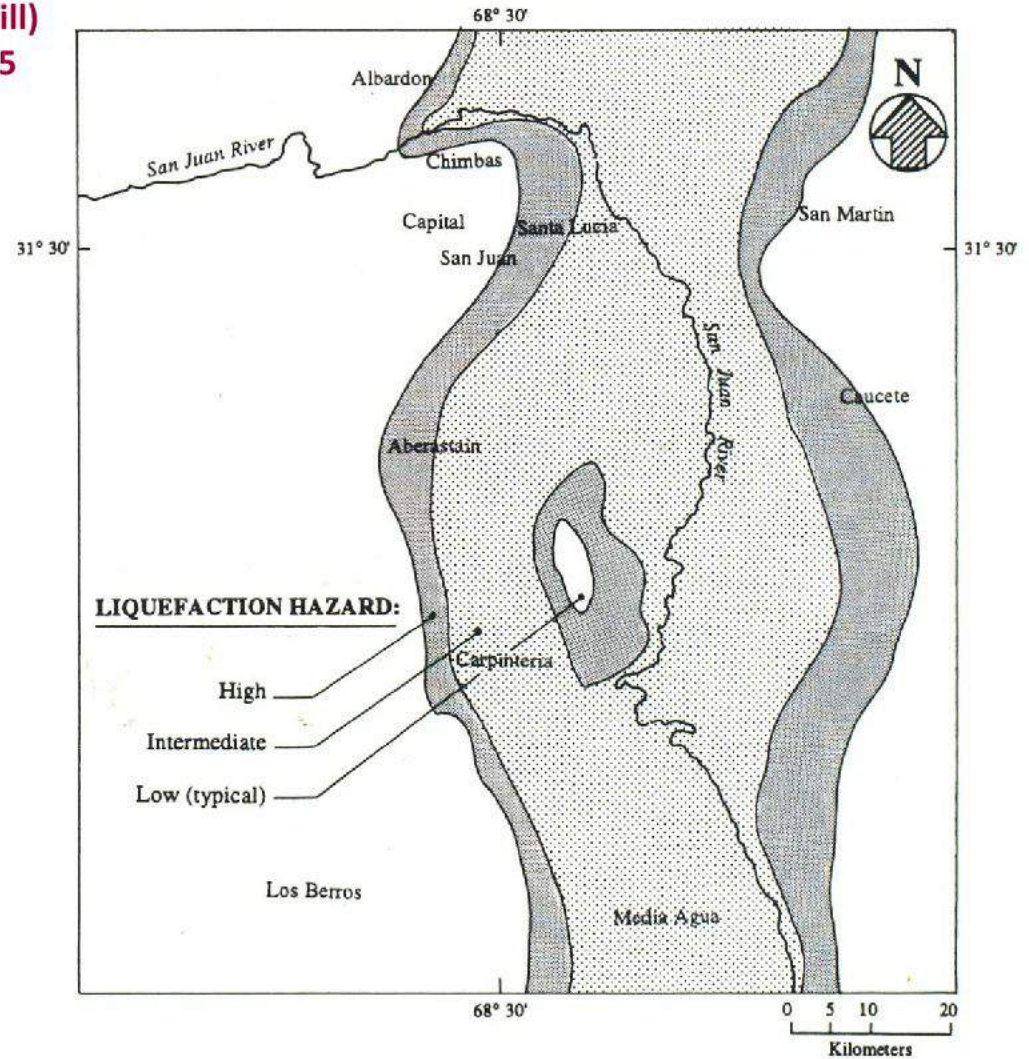 ill)
5
68° 30'
Albardon
N
San Juan River
Chimbas
Capital
Santa Lucia
San Martin
31° 30'
31° 30'
San Juan
San Juan River
Caucete
Aberastain
LIQUEFACTION HAZARD:
Carpinteria
High
Intermediate
Low (typical)
Los Berros
Media Agua
68° 30'
0 5 10 20
Kilometers